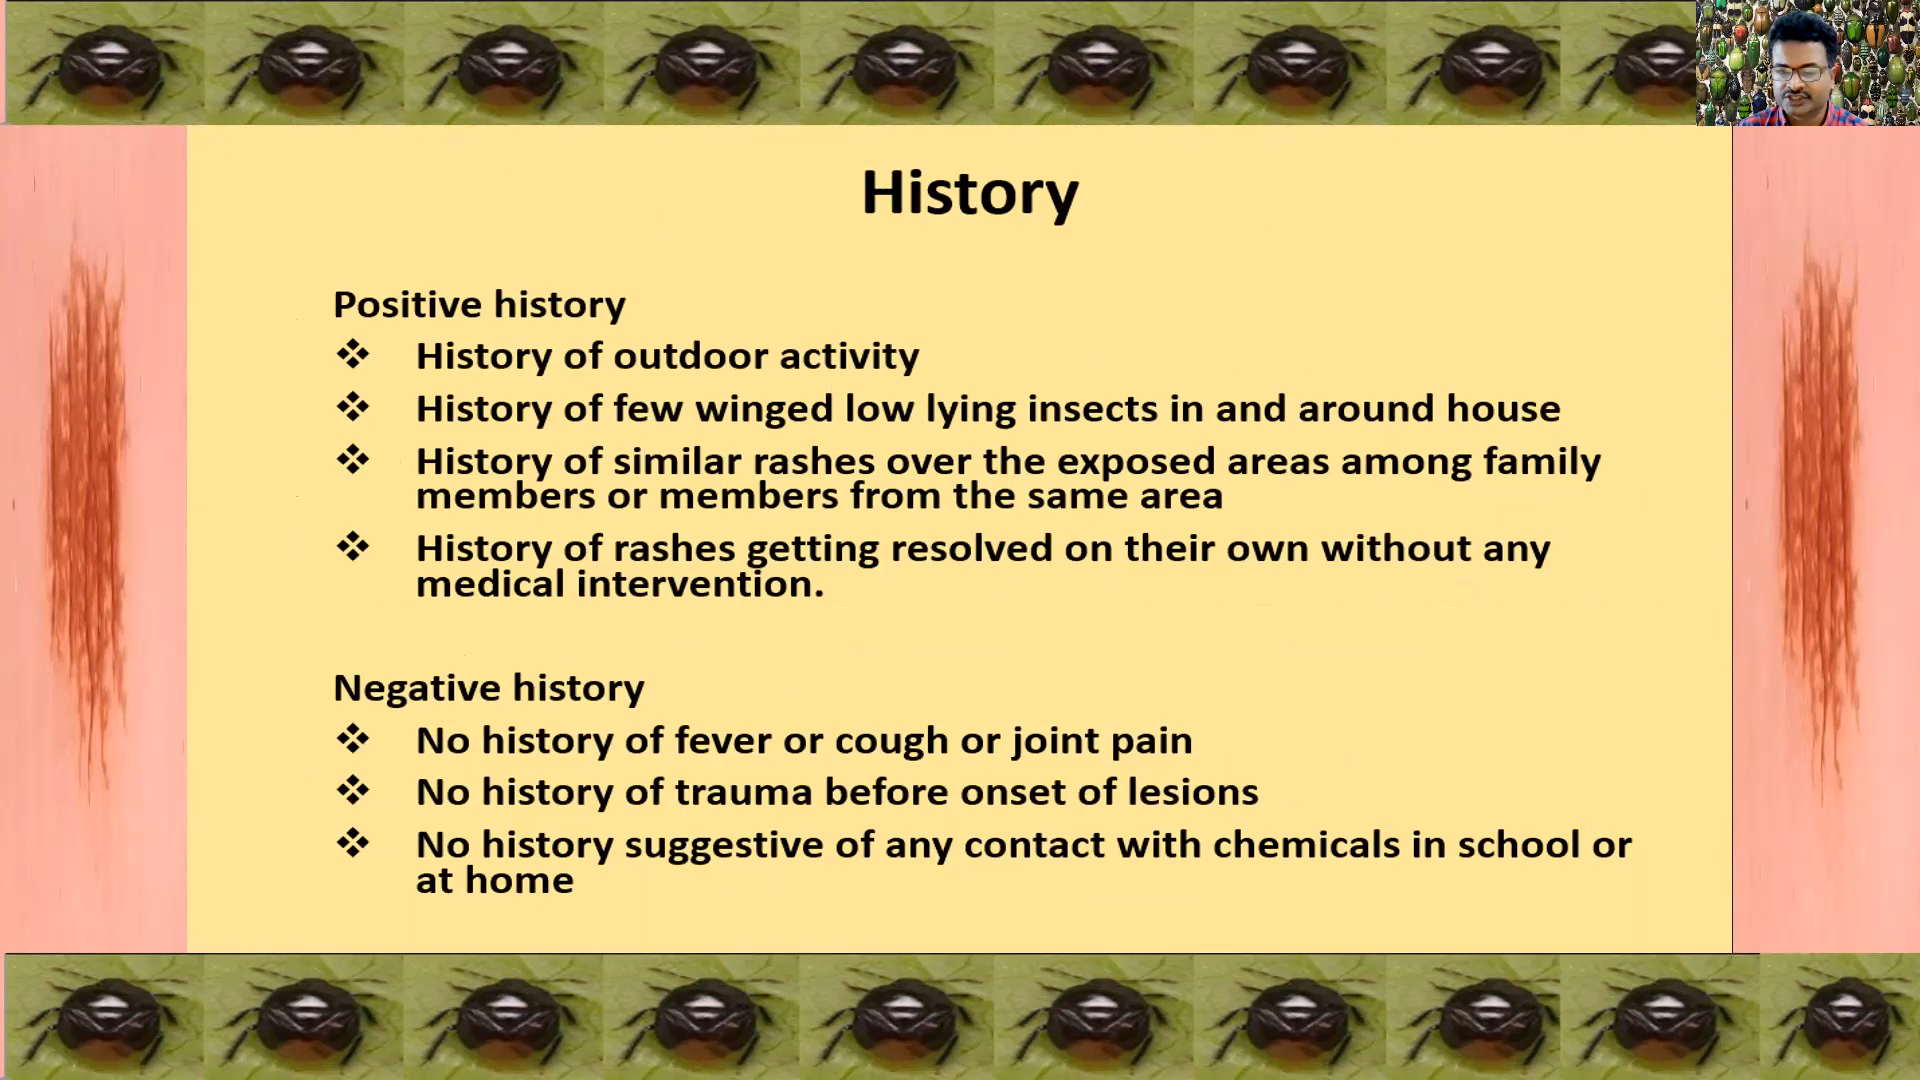 History
Positive history
❖ History of outdoor activity
❖ History of few winged low lying insects in and around house
❖ History of similar rashes over the exposed areas among family
members or members from the same area
❖ History of rashes getting resolved on their own without any
medical intervention.
Negative history
❖ No history of fever or cough or joint pain
❖ No history of trauma before onset of lesions
❖ No history suggestive of any contact with chemicals in school or
at home